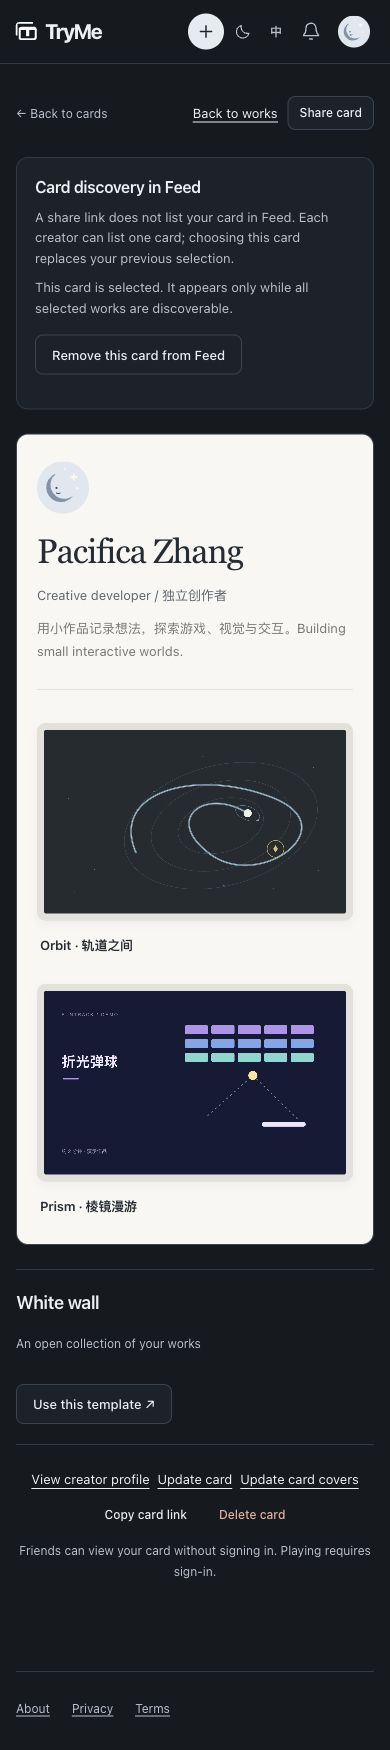 TryMe
中
← Back to cards
Back to works
Share card
Card discovery in Feed
A share link does not list your card in Feed. Each
creator can list one card; choosing this card
replaces your previous selection.
This card is selected. It appears only while all
selected works are discoverable.
Remove this card from Feed
Pacifica Zhang
Creative developer / 独立创作者
用小作品记录想法，探索游戏、视觉与交互。Building
small interactive worlds.
Orbit · 轨道之间
折光弹球
Prism · 棱镜漫游
White wall
An open collection of your works
Use this template ↗
View creator profile
Update card
Update card covers
Copy card link
Delete card
Friends can view your card without signing in. Playing requires
sign-in.
About
Privacy
Terms